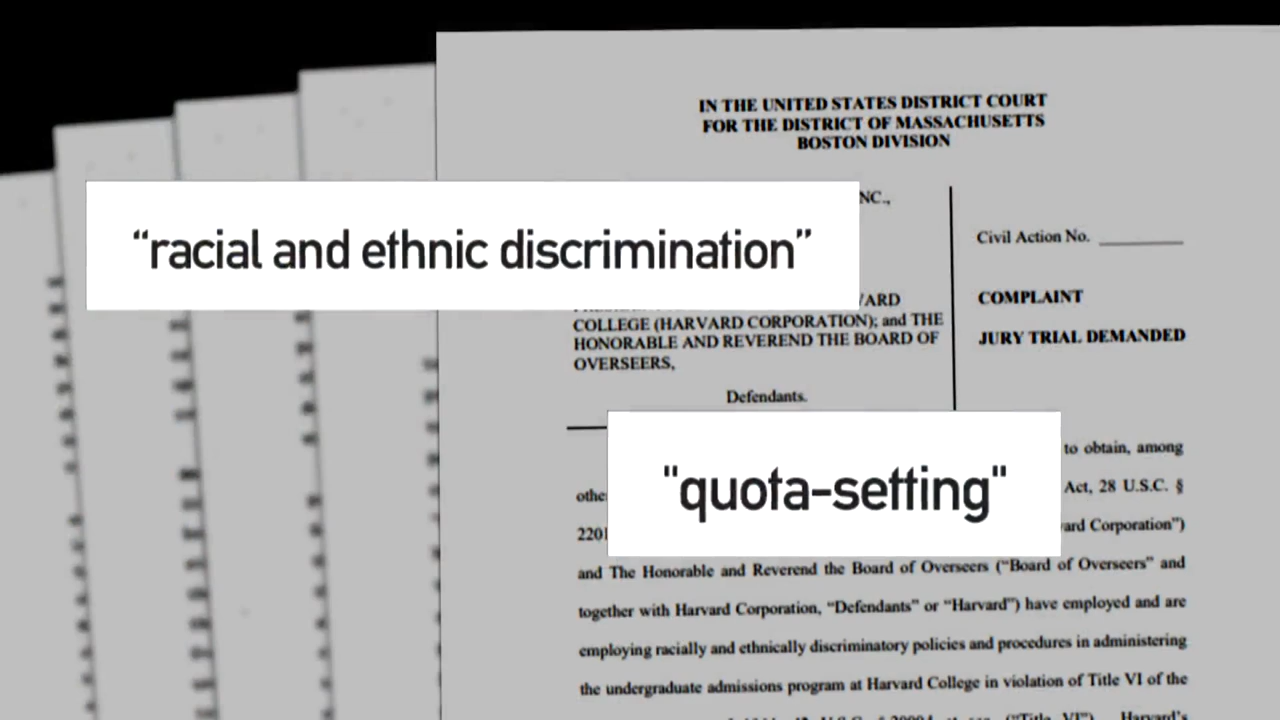 IN THE UNITED STATES DISTRICT COURT
FOR THE DISTRICT OF MASSACHUSETTS
BOSTON DIVISION
NC.,
“racial and ethnic discrimination”
Civil Action No.
ARD
COLLEGE (HARVARD CORPORATION); and THE
HONORABLE AND REVEREND THE BOARD OF
OVERSEERS,
Defendants.
COMPLAINT
JURY TRIAL DEMANDED
"quota-setting"
to obtain, among
othe Act, 28 U.S.C. §
220 ard Corporation”)
and The Honorable and Reverend the Board of Overseers (“Board of Overseers” and
together with Harvard Corporation, “Defendants” or “Harvard”) have employed and are
employing racially and ethnically discriminatory policies and procedures in administering
the undergraduate admissions program at Harvard College in violation of Title VI of the